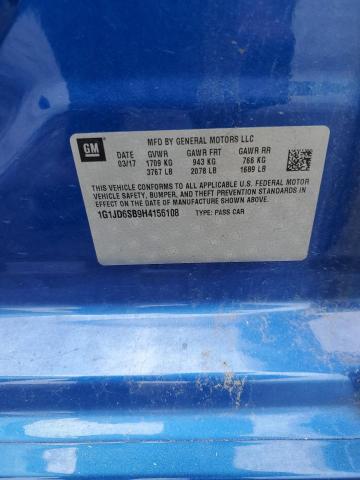 GM
MFD BY GENERAL MOTORS LLC
DATE GVWR GAWR FRT GAWR RR
03/17 1709 KG 943 KG 766 KG
3767 LB 2078 LB 1689 LB
THIS VEHICLE CONFORMS TO ALL APPLICABLE U.S. FEDERAL MOTOR
VEHICLE SAFETY, BUMPER, AND THEFT PREVENTION STANDARDS
IN EFFECT ON THE DATE OF MANUFACTURE SHOWN ABOVE.
1G1JD6SB9H4156108 TYPE: PASS CAR